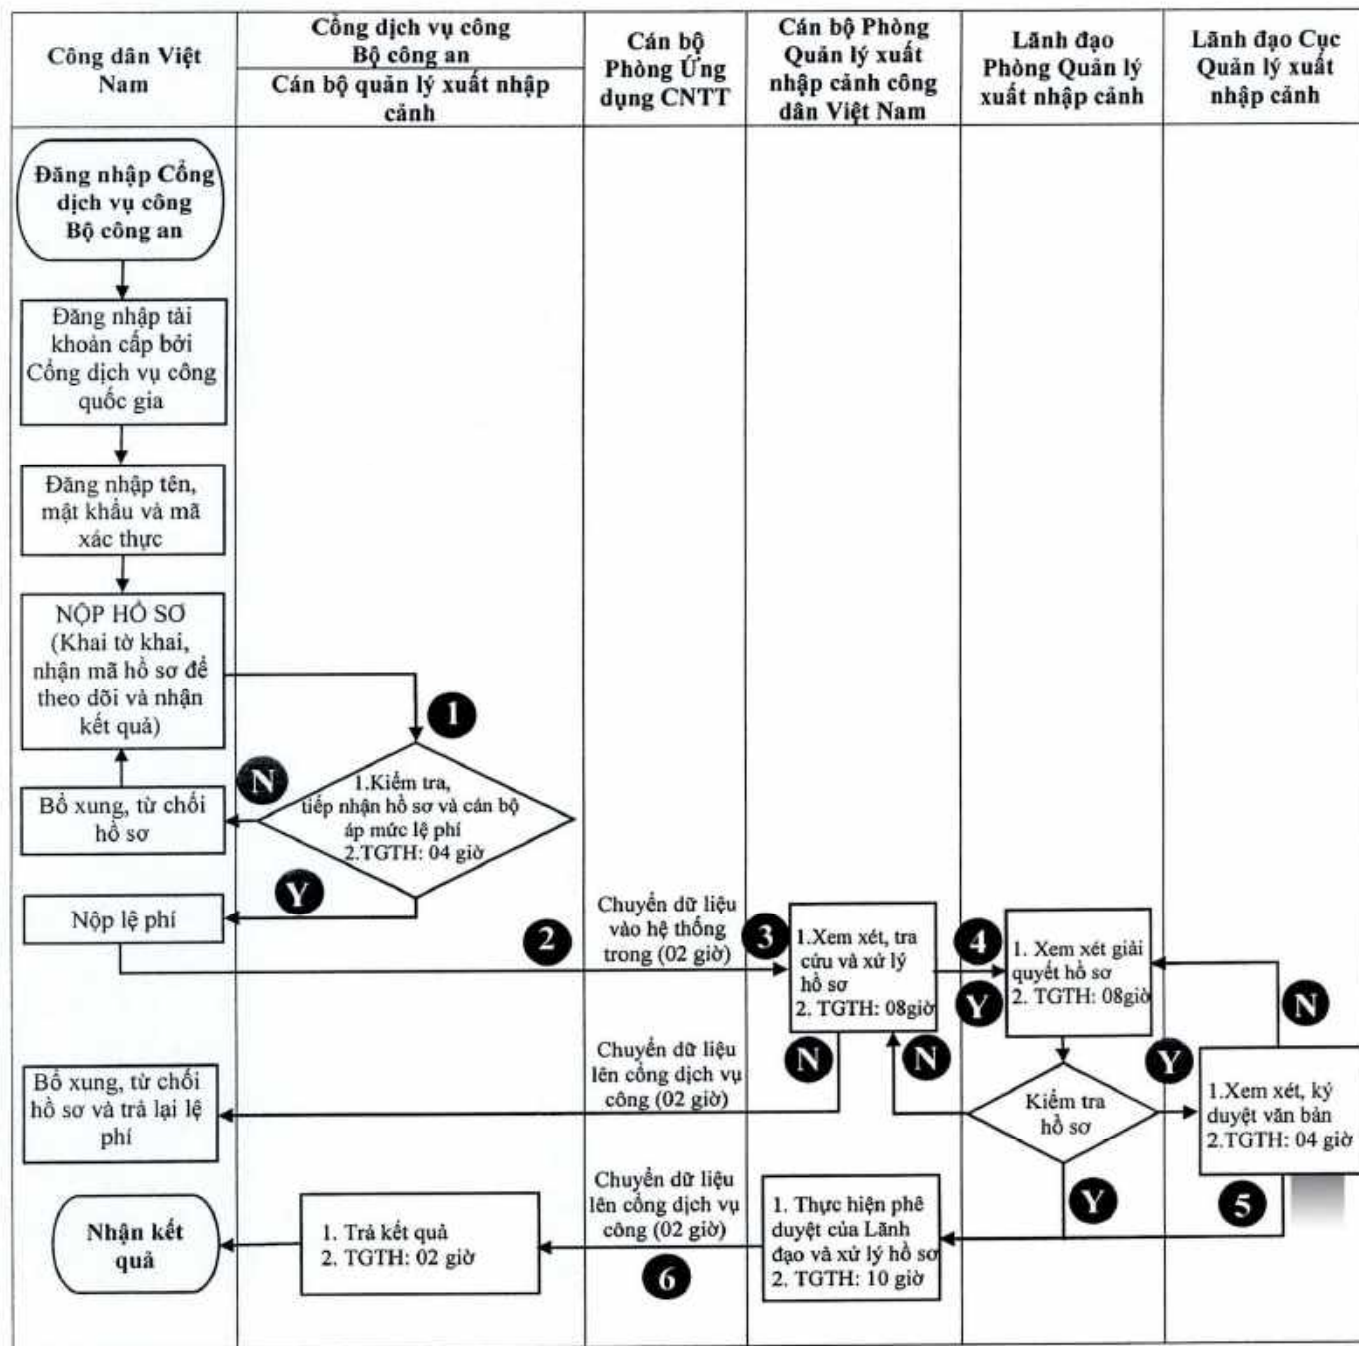 Công dân Việt
Nam
Cổng dịch vụ công
Bộ công an
Cán bộ quản lý xuất nhập
cảnh
Cán bộ
Phòng Ứng
dụng CNTT
Cán bộ Phòng
Quản lý xuất
nhập cảnh công
dân Việt Nam
Lãnh đạo
Phòng Quản lý
xuất nhập cảnh
Lãnh đạo Cục
Quản lý xuất
nhập cảnh
Đăng nhập Cổng
dịch vụ công
Bộ công an
Đăng nhập tài
khoản cấp bởi
Cổng dịch vụ công
quốc gia
Đăng nhập tên,
mật khẩu và mã
xác thực
NỘP HỒ SƠ
(Khai tờ khai,
nhận mã hồ sơ để
theo dõi và nhận
kết quả)
1
N
1.Kiểm tra,
tiếp nhận hồ sơ và cán bộ
áp mức lệ phí
2.TGTH: 04 giờ
Bổ xung, từ chối
hồ sơ
Y
Nộp lệ phí
2
Chuyển dữ liệu
vào hệ thống
trong (02 giờ)
3
1.Xem xét, tra
cứu và xử lý
hồ sơ
2. TGTH: 08giờ
4
Y
1. Xem xét giải
quyết hồ sơ
2. TGTH: 08giờ
N
N
N
Y
Chuyển dữ liệu
lên cổng dịch vụ
công (02 giờ)
Bổ xung, từ chối
hồ sơ và trả lại lệ
phí
Kiểm tra
hồ sơ
1.Xem xét, ký
duyệt văn bản
2.TGTH: 04 giờ
Y
5
Nhận kết
quả
1. Trả kết quả
2. TGTH: 02 giờ
Chuyển dữ liệu
lên cổng dịch vụ
công (02 giờ)
6
1. Thực hiện phê
duyệt của Lãnh
đạo và xử lý hồ sơ
2. TGTH: 10 giờ